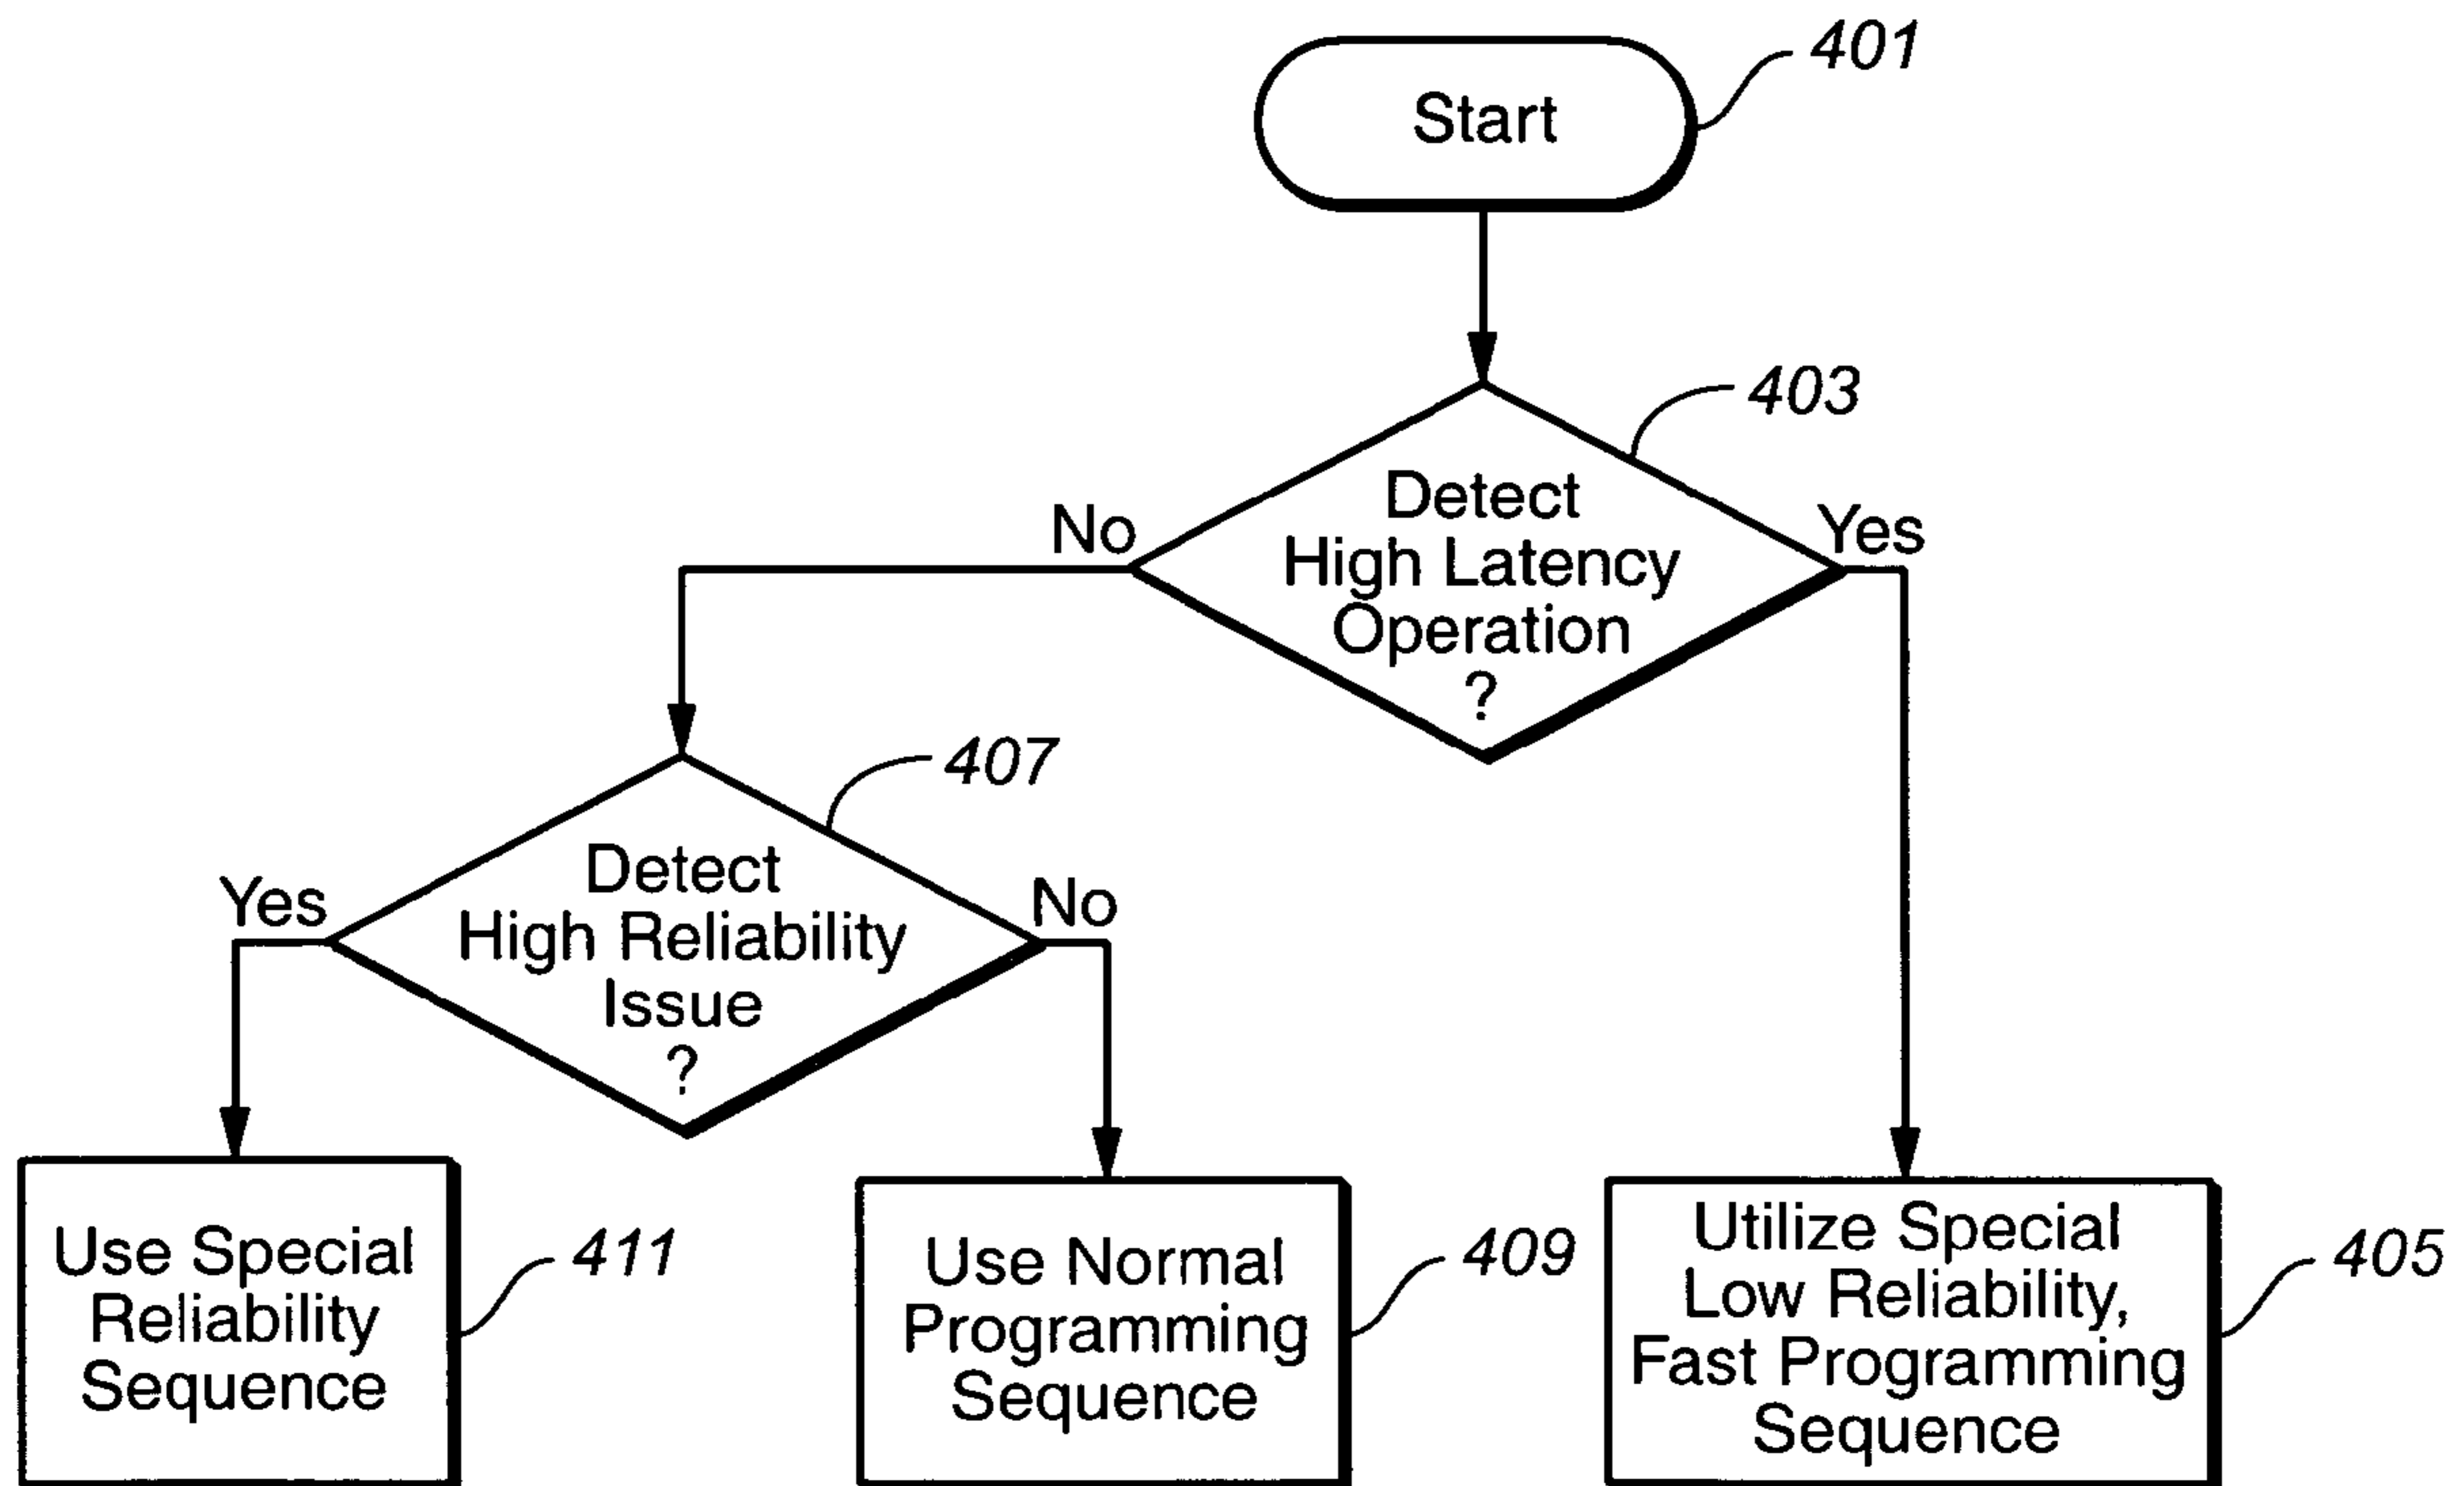 401
Start
403
Detect
High Latency
Operation
?
No
Yes
407
Detect
High Reliability
Issue
?
Yes
No
Use Special
Reliability
Sequence
411
Use Normal
Programming
Sequence
409
Utilize Special
Low Reliability,
Fast Programming
Sequence
405